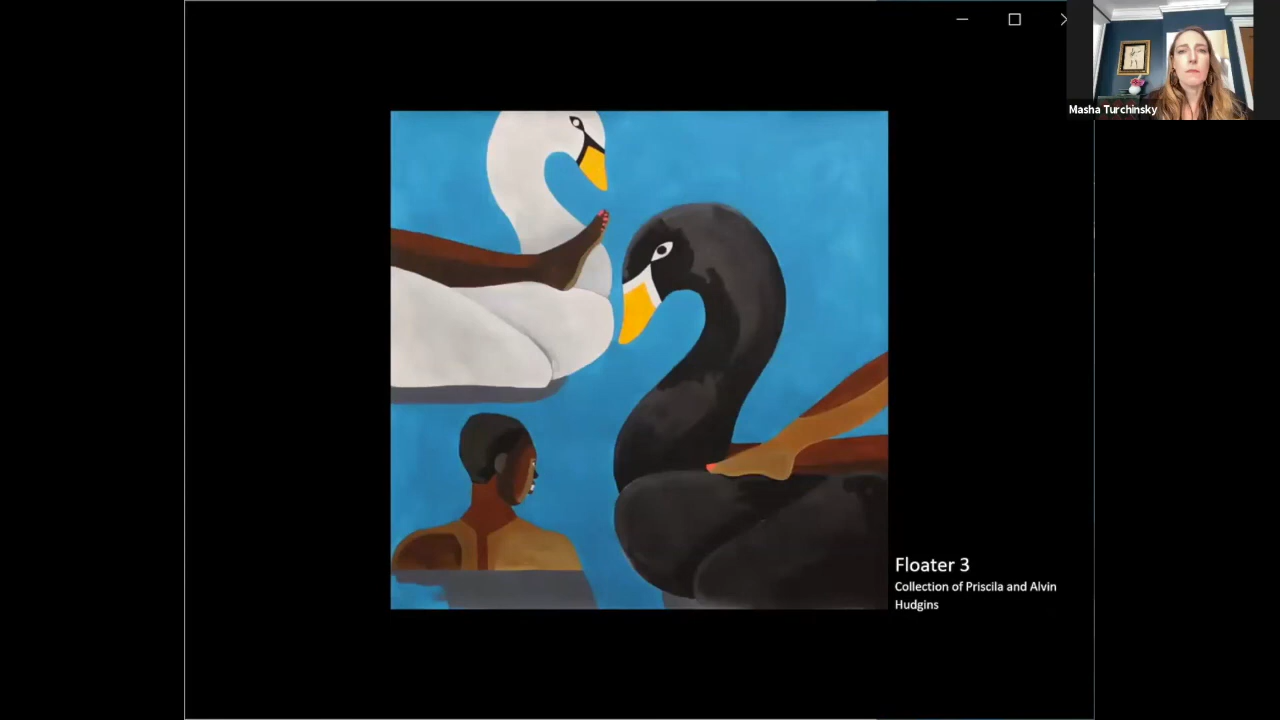 Masha Turchinsky
Floater 3
Collection of Priscila and Alvin
Hudgins